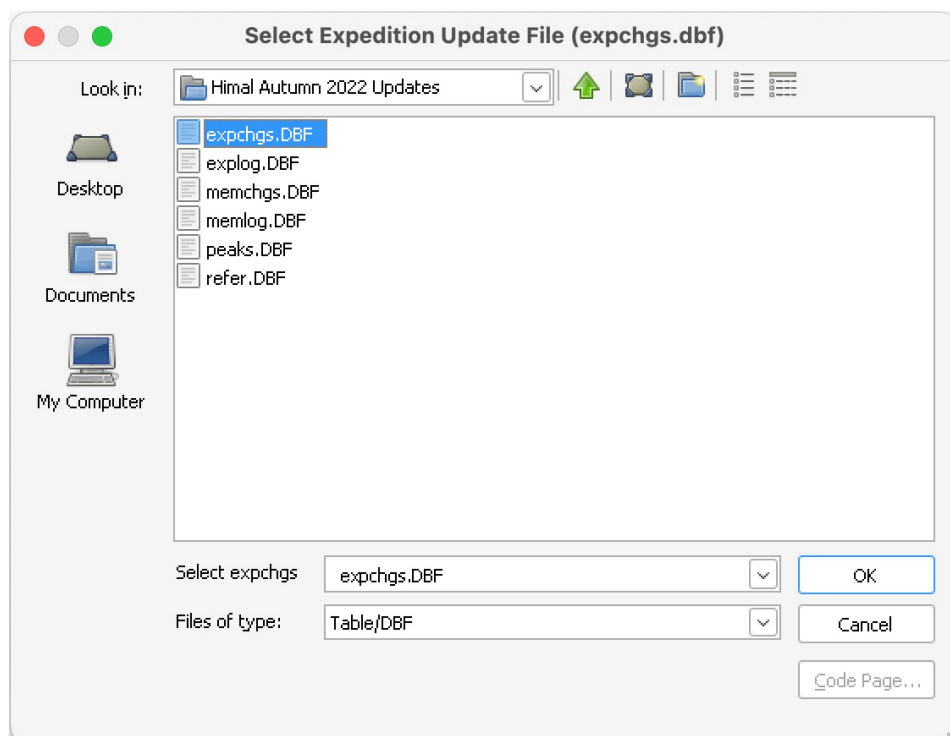 Select Expedition Update File (expchgs.dbf)
Look in:
Himal Autumn 2022 Updates
Desktop
Documents
My Computer
expchgs.DBF
explog.DBF
memchgs.DBF
memlog.DBF
peaks.DBF
refer.DBF
Select expchgs
expchgs.DBF
OK
Files of type:
Table/DBF
Cancel
Code Page...